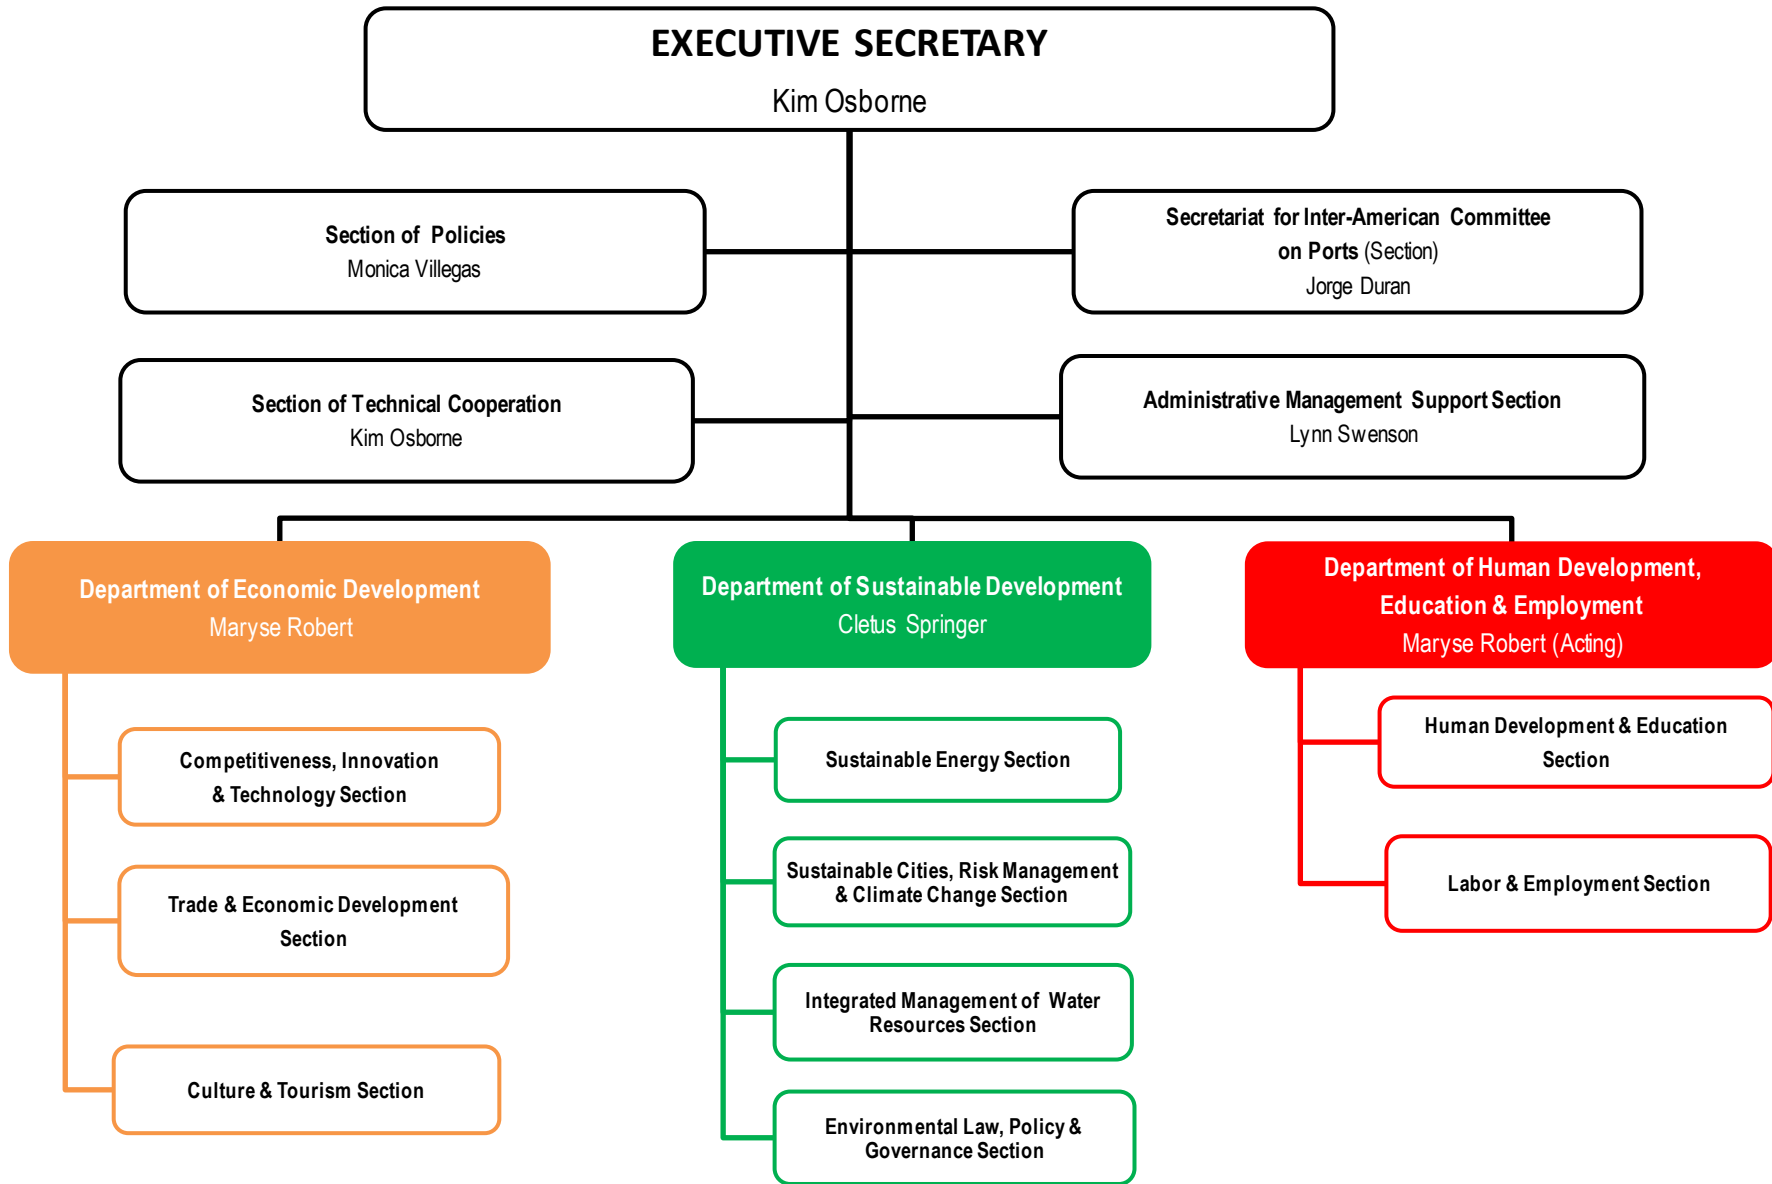 EXECUTIVE SECRETARY
Kim Osborne
Section of Policies
Monica Villegas
Secretariat for Inter-American Committee
on Ports (Section)
Jorge Duran
Section of Technical Cooperation
Kim Osborne
Administrative Management Support Section
Lynn Swenson
Department of Economic Development
Maryse Robert
Department of Sustainable Development
Cletus Springer
Department of Human Development,
Education & Employment
Maryse Robert (Acting)
Competitiveness, Innovation
& Technology Section
Trade & Economic Development
Section
Culture & Tourism Section
Sustainable Energy Section
Sustainable Cities, Risk Management
& Climate Change Section
Integrated Management of Water
Resources Section
Environmental Law, Policy &
Governance Section
Human Development & Education
Section
Labor & Employment Section